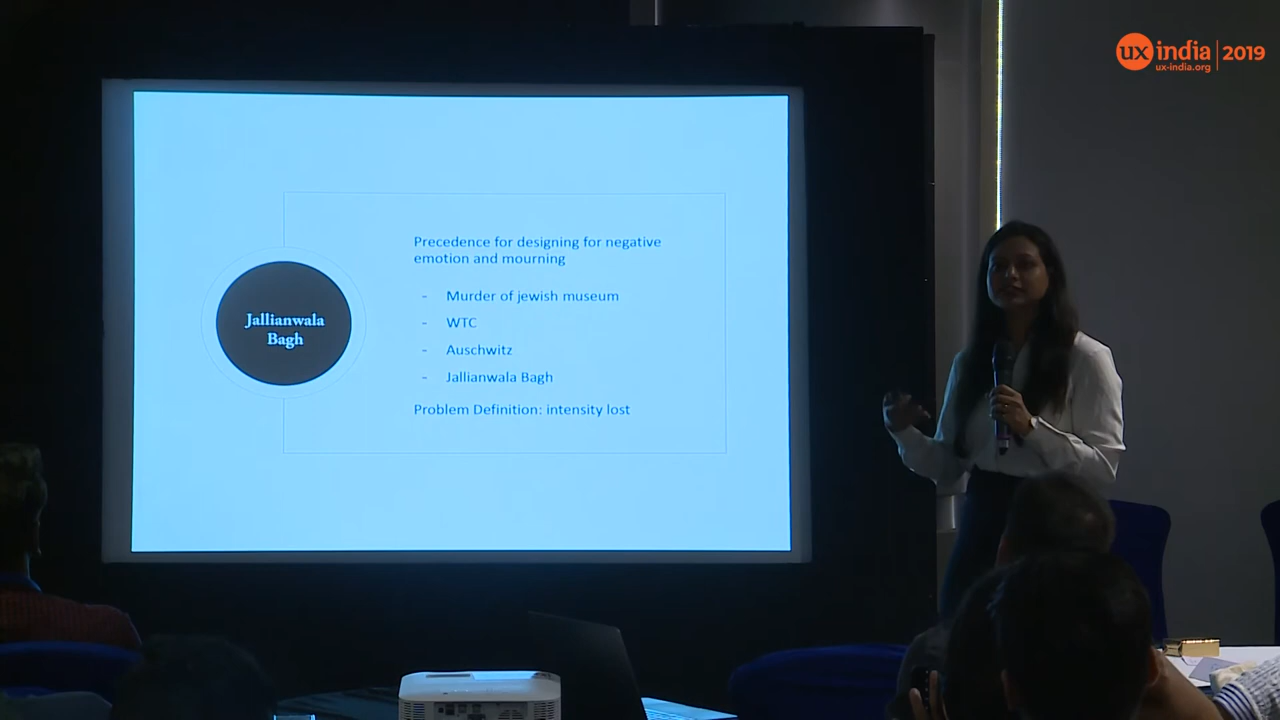 ux india 2019
ux-india.org
Precedence for designing for negative
emotion and mourning
- Murder of jewish museum
- WTC
- Auschwitz
- Jallianwala Bagh
Problem Definition: intensity lost
Jallianwala
Bagh